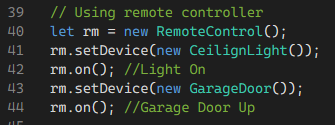 39 // Using remote controller
40 let rm = new RemoteControl();
41 rm.setDevice(new CeilignLight());
42 rm.on(); //Light On
43 rm.setDevice(new GarageDoor());
44 rm.on(); //Garage Door Up
45